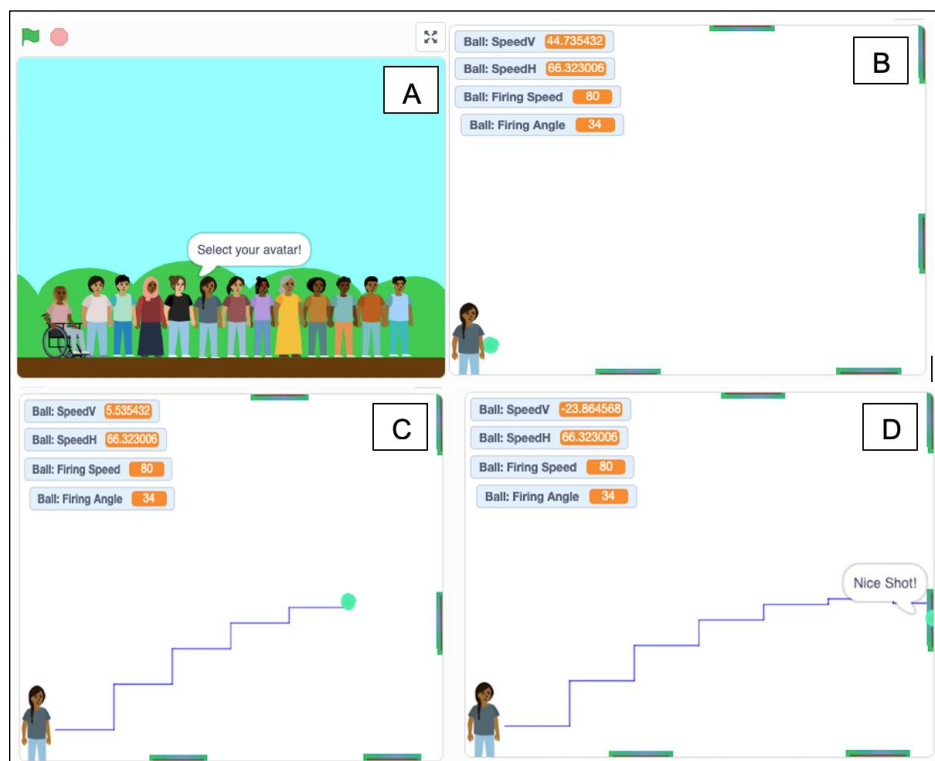 A
Select your avatar!
Ball: SpeedV 44.735432
Ball: SpeedH 66.323006
Ball: Firing Speed 80
Ball: Firing Angle 34
B
Ball: SpeedV 5.535432
Ball: SpeedH 66.323006
Ball: Firing Speed 80
Ball: Firing Angle 34
C
Ball: SpeedV -23.864568
Ball: SpeedH 66.323006
Ball: Firing Speed 80
Ball: Firing Angle 34
D
Nice Shot!